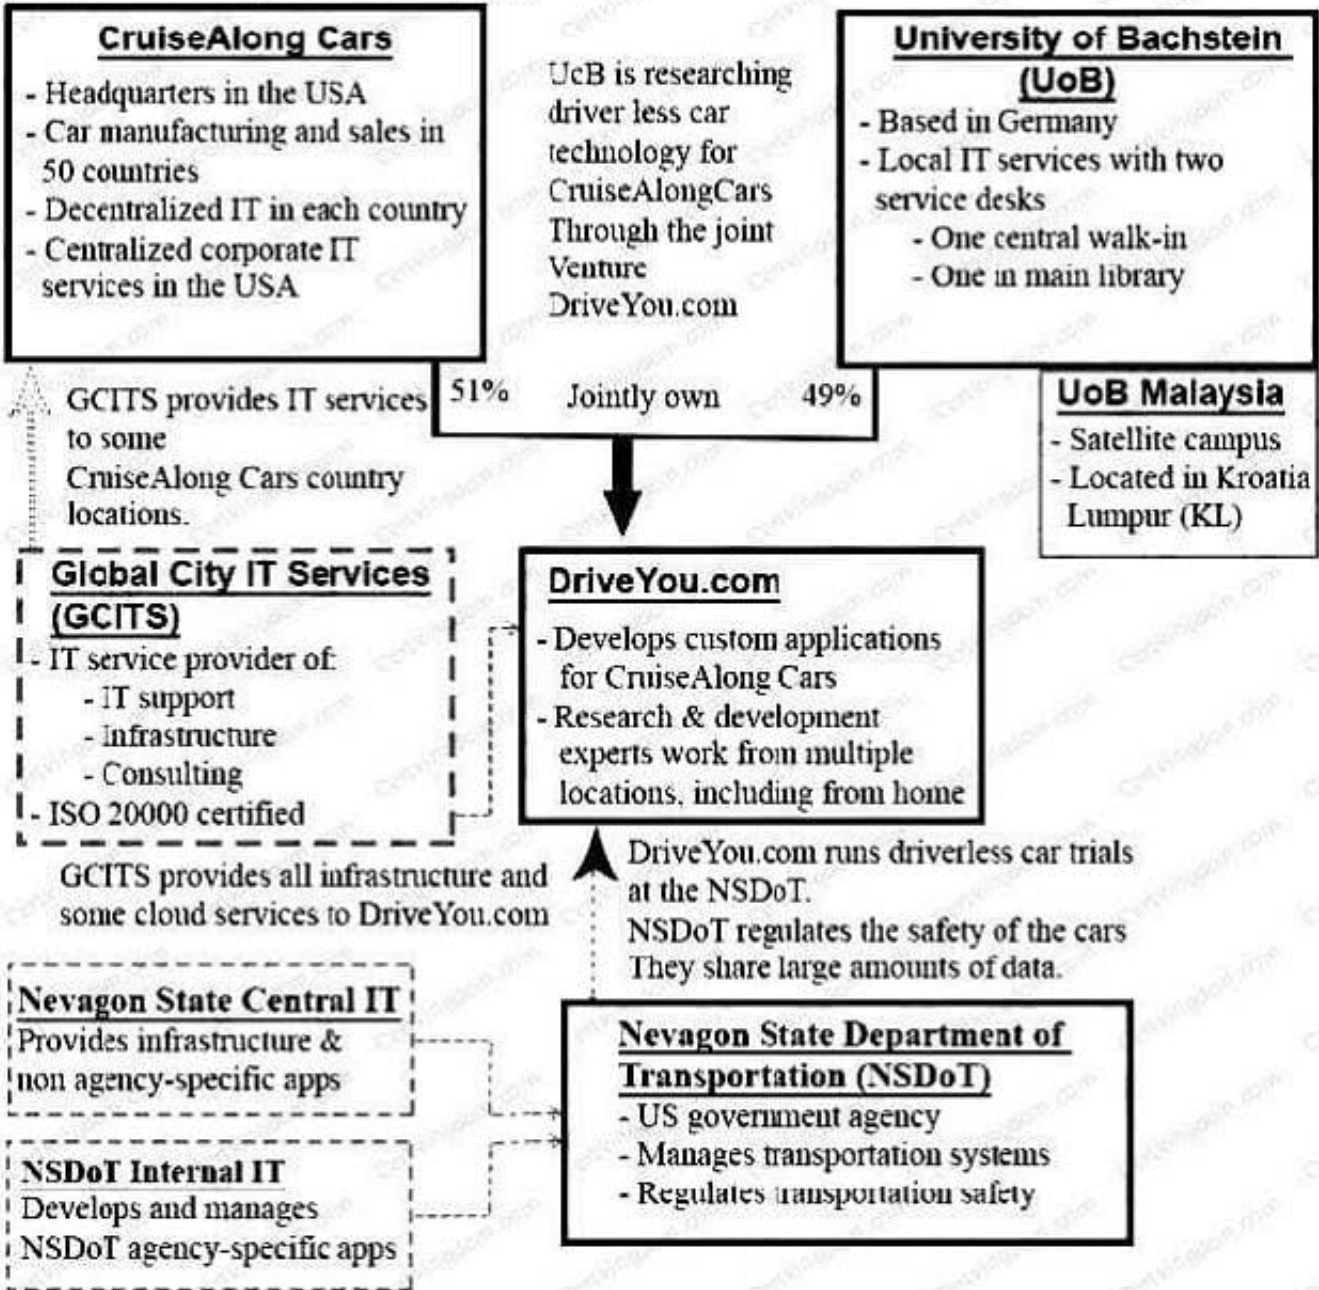 CruiseAlong Cars
- Headquarters in the USA
- Car manufacturing and sales in
50 countries
- Decentralized IT in each country
- Centralized corporate IT
services in the USA
UcB is researching
driver less car
technology for
CruiseAlongCars
Through the joint
Venture
DriveYou.com
University of Bachstein
(UoB)
- Based in Germany
- Local IT services with two
service desks
- One central walk-in
- One in main library
51% Jointly own 49%
UoB Malaysia
- Satellite campus
- Located in Kroatia
Lumpur (KL)
GCITS provides IT services
to some
CruiseAlong Cars country
locations.
Global City IT Services
(GCITS)
- IT service provider of:
- IT support
- Infrastructure
- Consulting
- ISO 20000 certified
DriveYou.com
- Develops custom applications
for CruiseAlong Cars
- Research & development
experts work from multiple
locations, including from home
GCITS provides all infrastructure and
some cloud services to DriveYou.com
DriveYou.com runs driverless car trials
at the NSDoT.
NSDoT regulates the safety of the cars
They share large amounts of data.
Nevagon State Central IT
Provides infrastructure &
non agency-specific apps
NSDoT Internal IT
Develops and manages
NSDoT agency-specific apps
Nevagon State Department of
Transportation (NSDoT)
- US government agency
- Manages transportation systems
- Regulates transportation safety